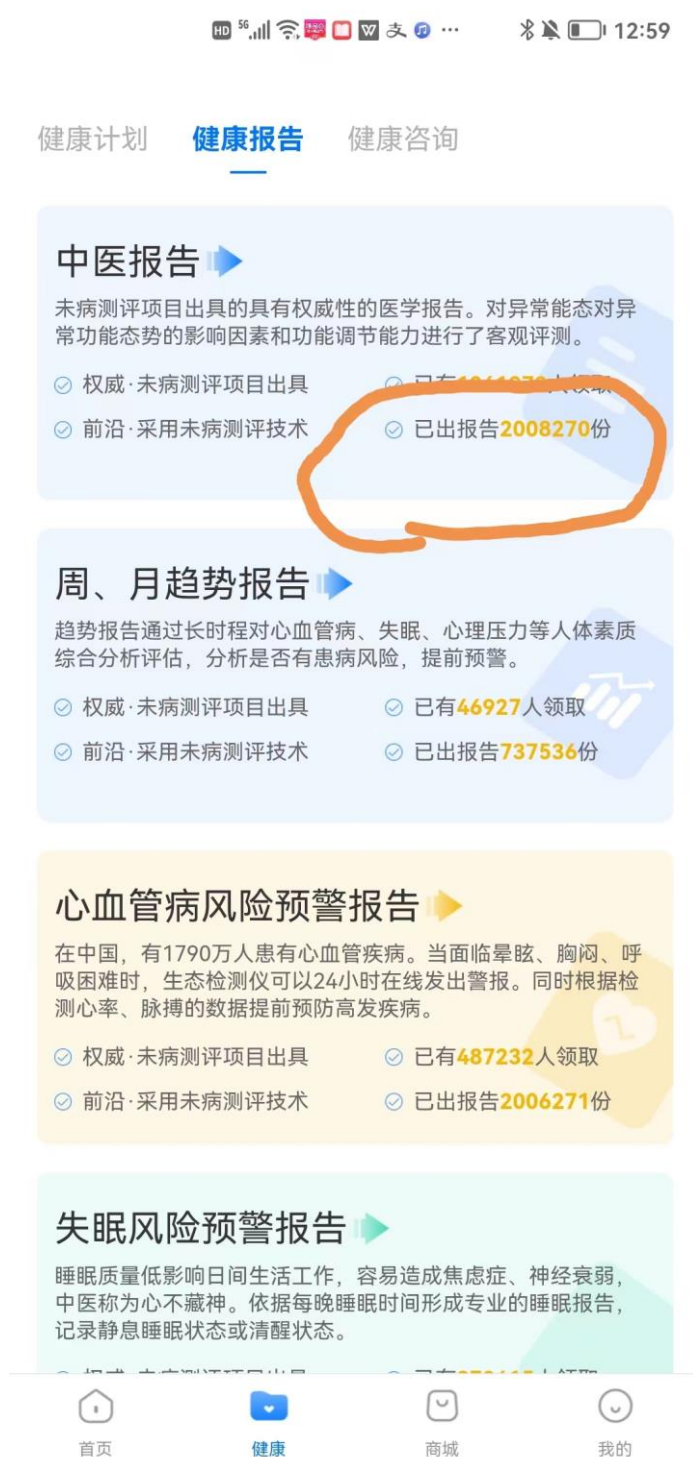 HD 5G 12:59
健康计划 健康报告 健康咨询
中医报告
未病测评项目出具的具有权威性的医学报告。对异常能态对异
常功能态势的影响因素和功能调节能力进行了客观评测。
权威·未病测评项目出具 已有人领取
前沿·采用未病测评技术 已出报告2008270份
周、月趋势报告
趋势报告通过长时程对心血管病、失眠、心理压力等人体素质
综合分析评估，分析是否有患病风险，提前预警。
权威·未病测评项目出具 已有46927人领取
前沿·采用未病测评技术 已出报告737536份
心血管病风险预警报告
在中国，有1790万人患有心血管疾病。当面临晕眩、胸闷、呼
吸困难时，生态检测仪可以24小时在线发出警报。同时根据检
测心率、脉搏的数据提前预防高发疾病。
权威·未病测评项目出具 已有487232人领取
前沿·采用未病测评技术 已出报告2006271份
失眠风险预警报告
睡眠质量低影响日间生活工作，容易造成焦虑症、神经衰弱，
中医称为心不藏神。依据每晚睡眠时间形成专业的睡眠报告，
记录静息睡眠状态或清醒状态。
首页 健康 商城 我的